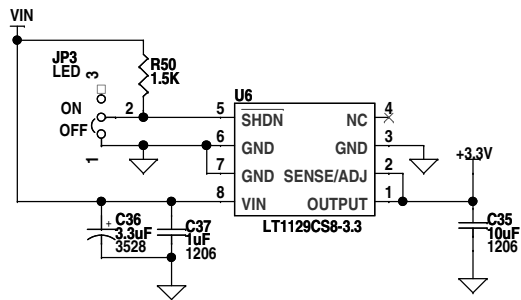 VIN
JP3
LED
3
ON
2
OFF
1
R50
1.5K
U6
5
SHDN
NC
4
6
GND
GND
3
7
GND
SENSE/ADJ
2
8
VIN
OUTPUT
1
LT1129CS8-3.3
+3.3V
+
C36
3.3uF
3528
C37
1uF
1206
C35
10uF
1206